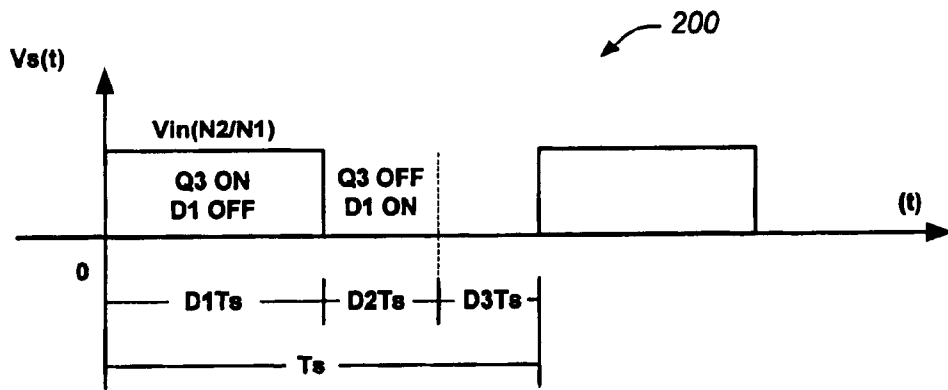 200
Vs(t)
Vin(N2/N1)
Q3 ON
D1 OFF
Q3 OFF
D1 ON
(t)
0
D1Ts
D2Ts
D3Ts
Ts